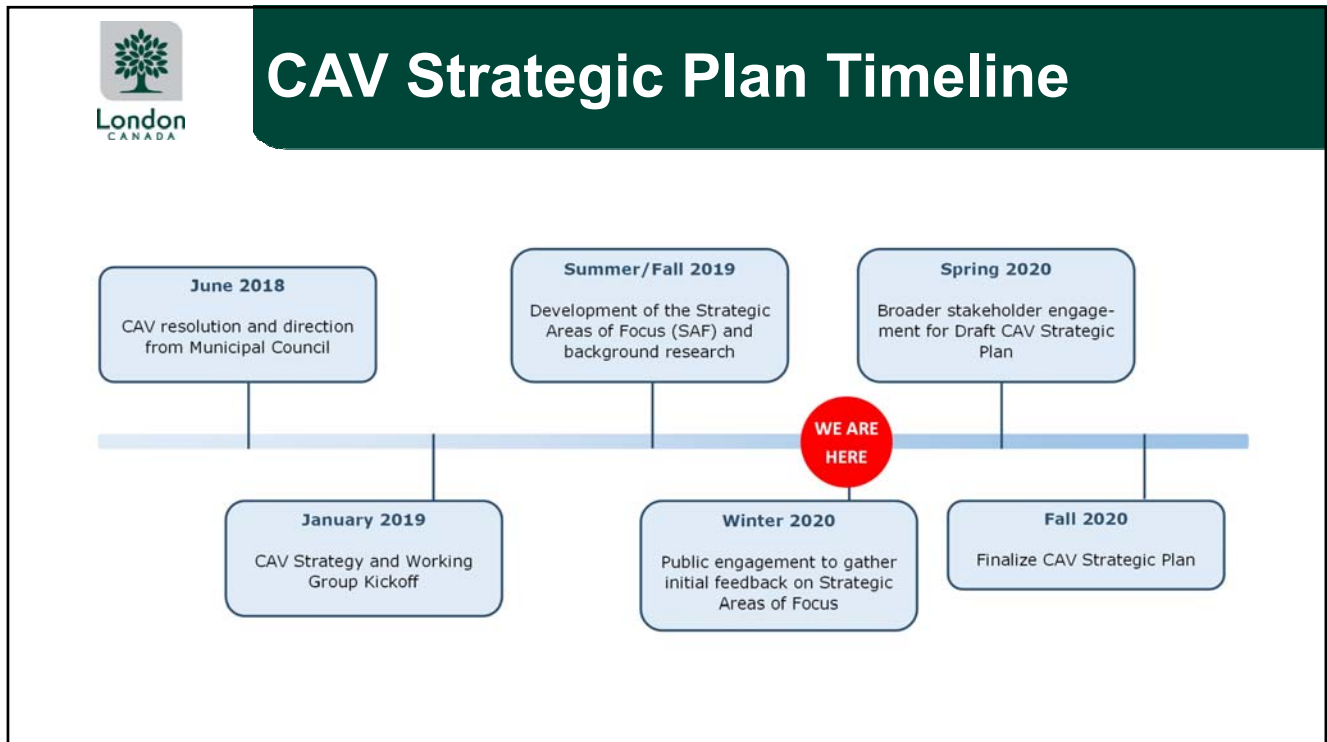 London
CANADA
CAV Strategic Plan Timeline
June 2018
CAV resolution and direction
from Municipal Council
Summer/Fall 2019
Development of the Strategic
Areas of Focus (SAF) and
background research
Spring 2020
Broader stakeholder engage-
ment for Draft CAV Strategic
Plan
WE ARE
HERE
January 2019
CAV Strategy and Working
Group Kickoff
Winter 2020
Public engagement to gather
initial feedback on Strategic
Areas of Focus
Fall 2020
Finalize CAV Strategic Plan